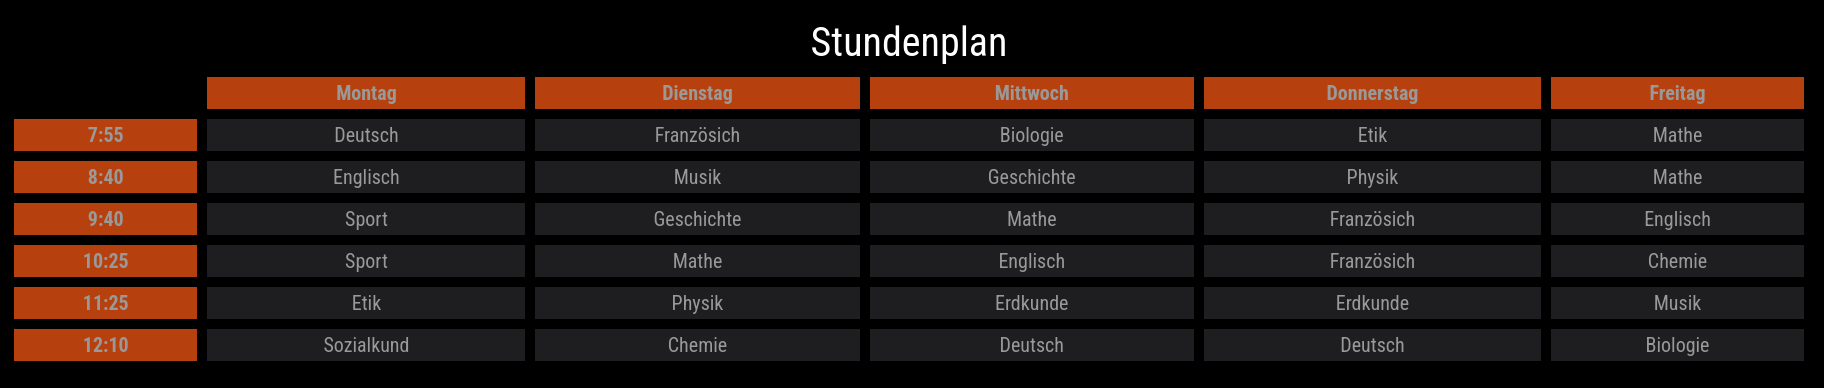 Stundenplan
Montag Dienstag Mittwoch Donnerstag Freitag
7:55 Deutsch Französich Biologie Etik Mathe
8:40 Englisch Musik Geschichte Physik Mathe
9:40 Sport Geschichte Mathe Französich Englisch
10:25 Sport Mathe Englisch Französich Chemie
11:25 Etik Physik Erdkunde Erdkunde Musik
12:10 Sozialkund Chemie Deutsch Deutsch Biologie